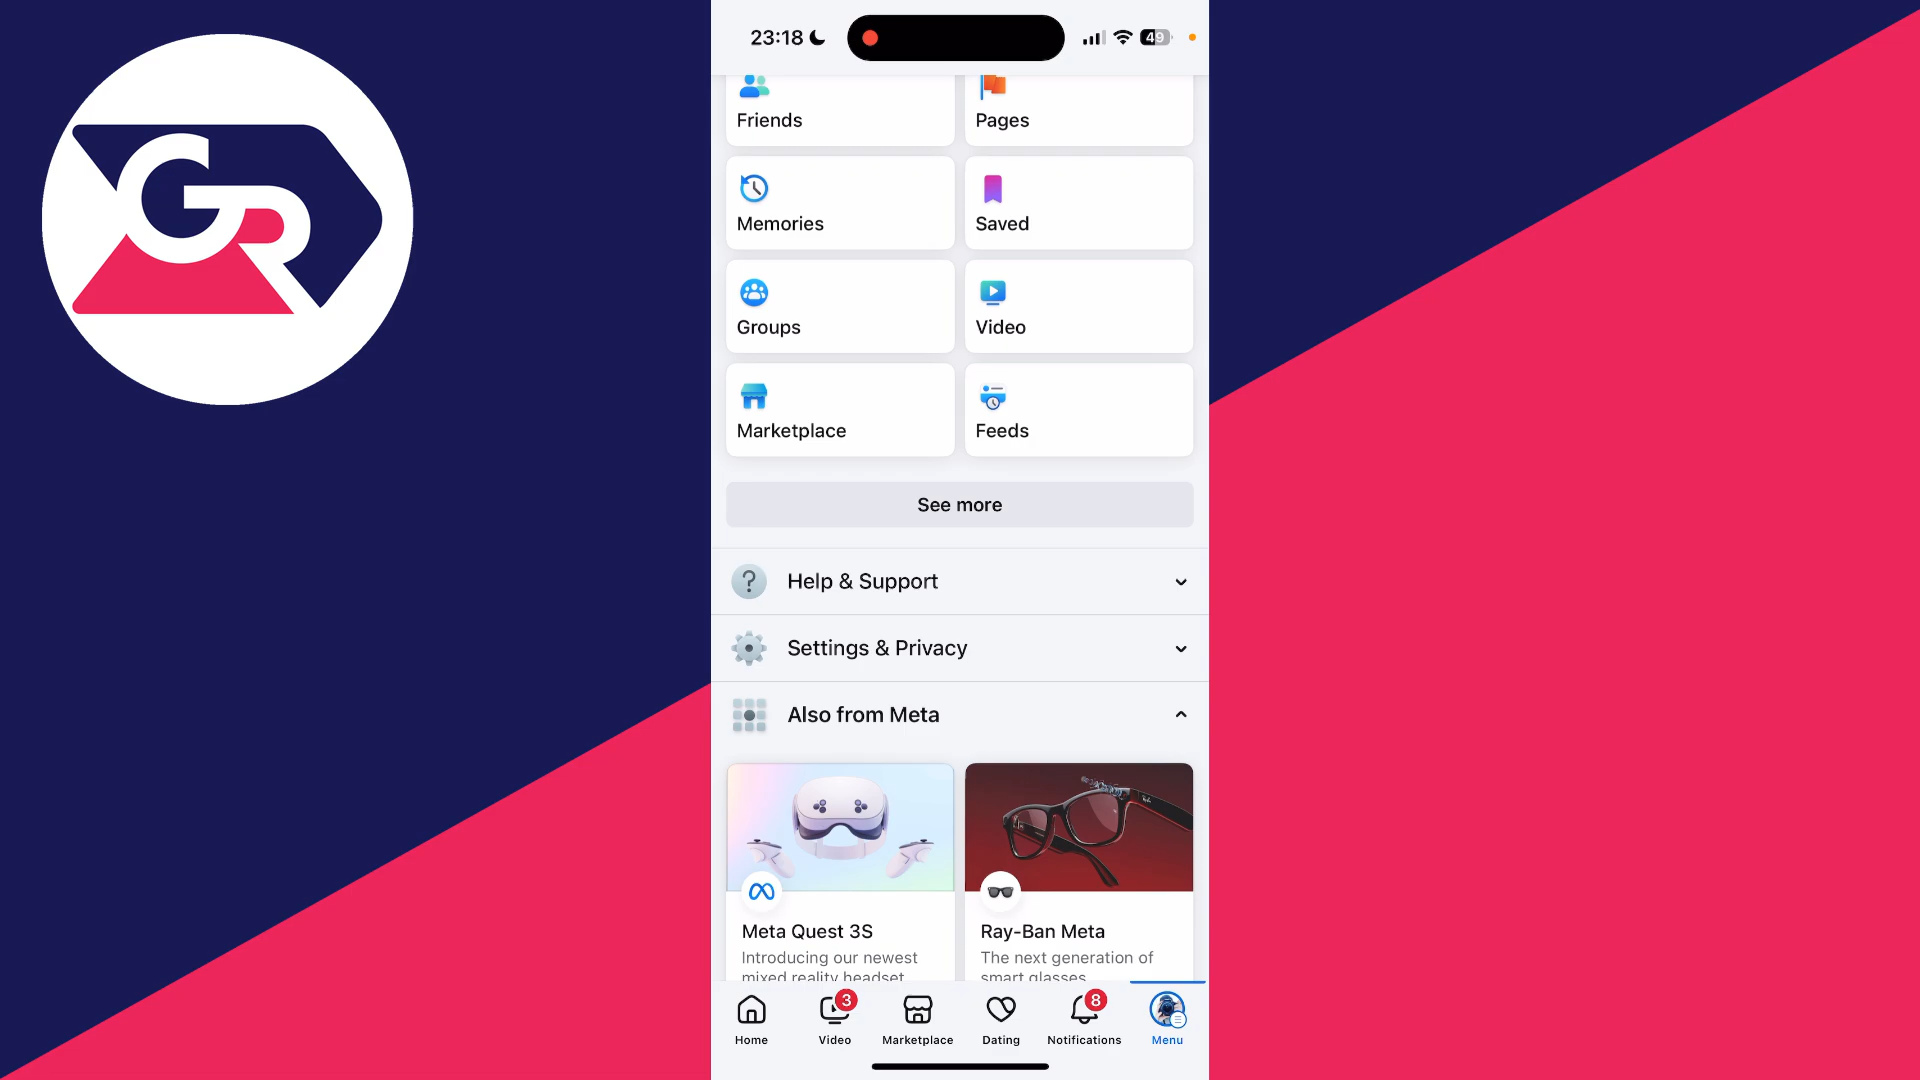 GR
23:18
49
Friends
Pages
Memories
Saved
Groups
Video
Marketplace
Feeds
See more
Help & Support
Settings & Privacy
Also from Meta
Meta Quest 3S
Introducing our newest
mixed reality headset
Ray-Ban Meta
The next generation of
smart glasses
3
8
Home
Video
Marketplace
Dating
Notifications
Menu